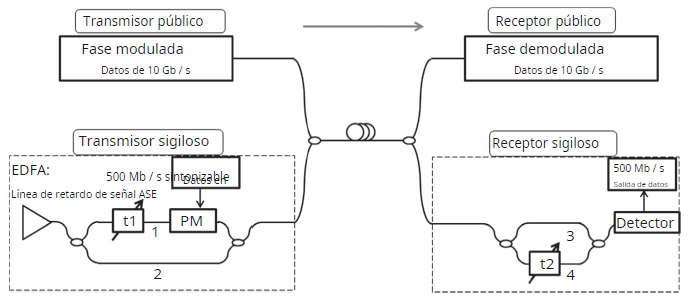 Transmisor público
Receptor público
Fase modulada
Datos de 10 Gb / s
Fase demodulada
Datos de 10 Gb / s
Transmisor sigiloso
Receptor sigiloso
EDFA:
500 Mb / s sintonizable
Datos en
Línea de retardo de señal ASE
t1
PM
1
2
500 Mb / s
Salida de datos
Detector
3
t2
4